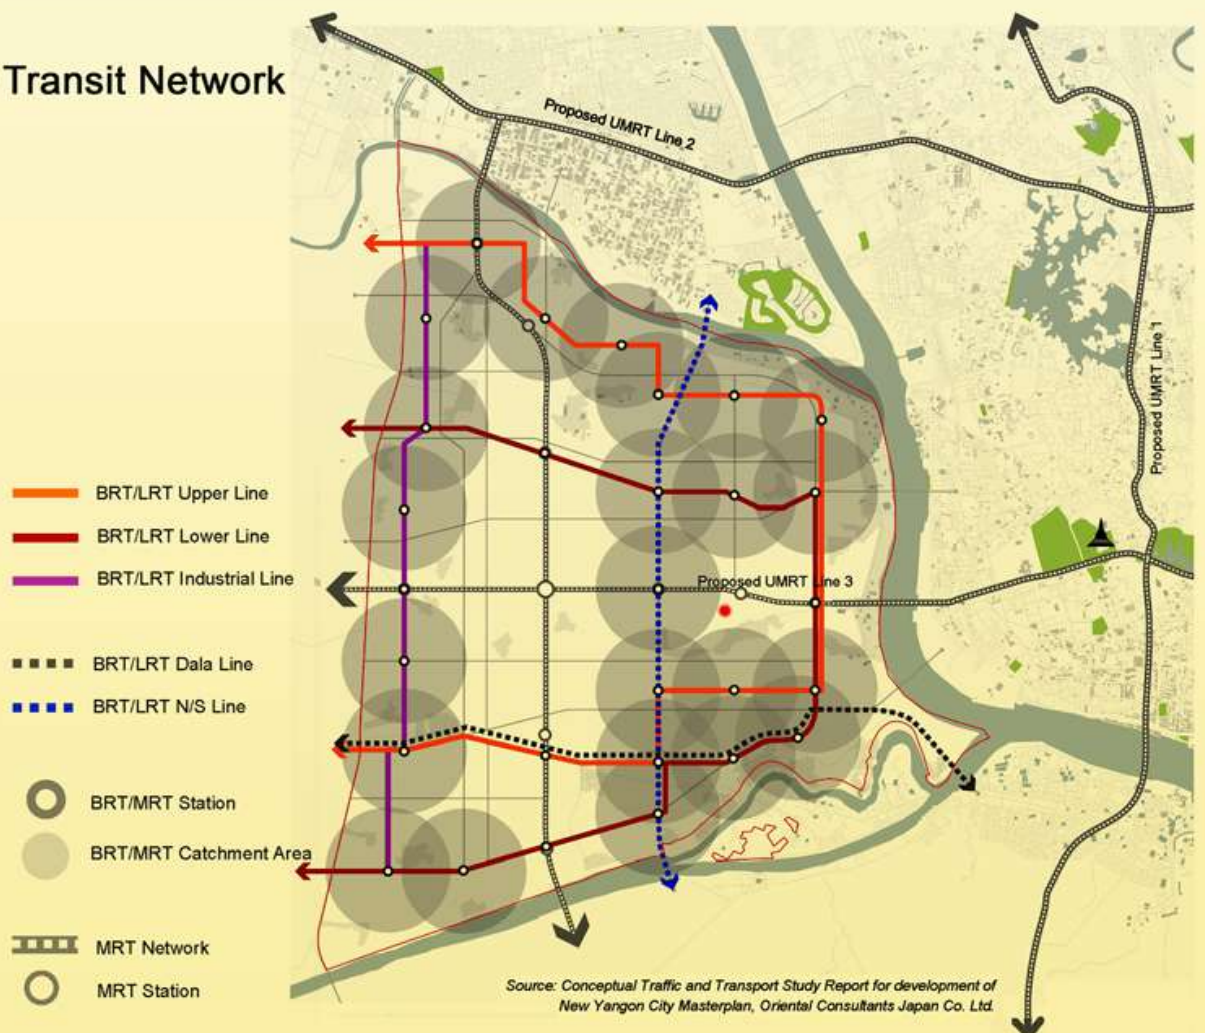 Transit Network
Proposed UMRT Line 2
Proposed UMRT Line 1
Proposed UMRT Line 3
BRT/LRT Upper Line
BRT/LRT Lower Line
BRT/LRT Industrial Line
BRT/LRT Dala Line
BRT/LRT N/S Line
BRT/MRT Station
BRT/MRT Catchment Area
MRT Network
MRT Station
Source: Conceptual Traffic and Transport Study Report for development of
New Yangon City Masterplan, Oriental Consultants Japan Co. Ltd.